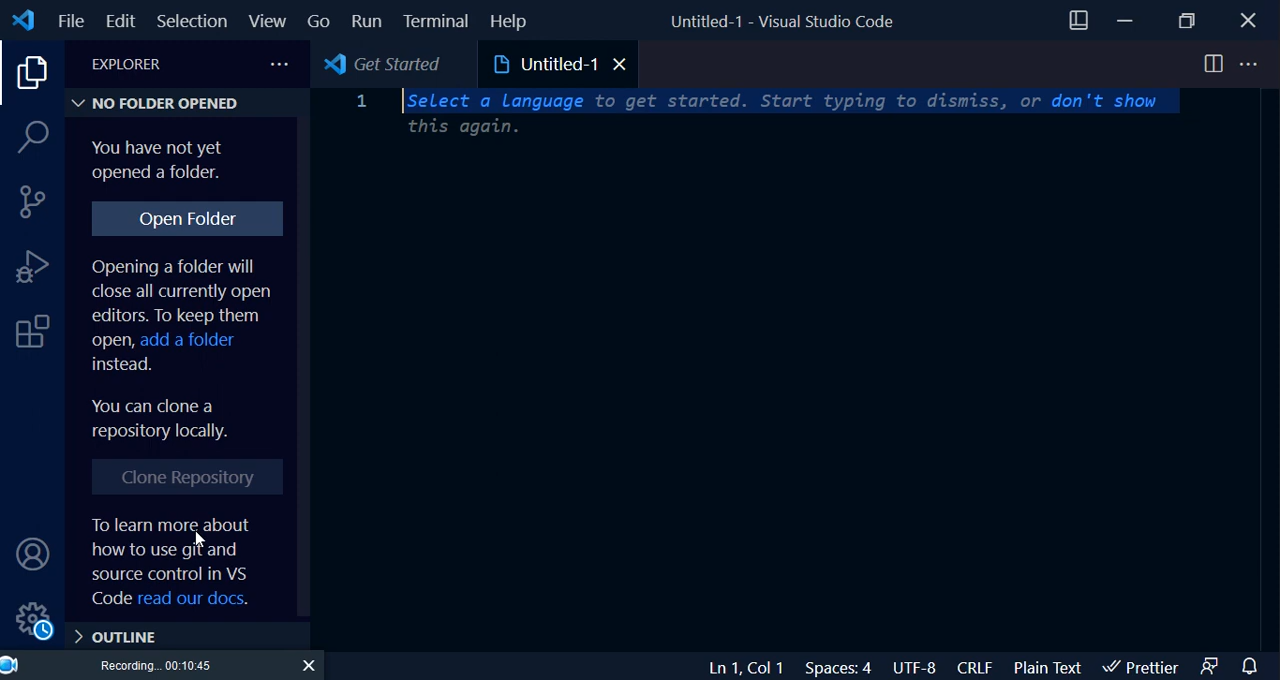 File Edit Selection View Go Run Terminal Help Untitled-1 - Visual Studio Code
EXPLORER
Get Started
Untitled-1
NO FOLDER OPENED
You have not yet
opened a folder.
Open Folder
Opening a folder will
close all currently open
editors. To keep them
open, add a folder
instead.
You can clone a
repository locally.
Clone Repository
To learn more about
how to use git and
source control in VS
Code read our docs.
OUTLINE
1 Select a language to get started. Start typing to dismiss, or don't show
this again.
Recording... 00:10:45
Ln 1, Col 1 Spaces: 4 UTF-8 CRLF Plain Text Prettier